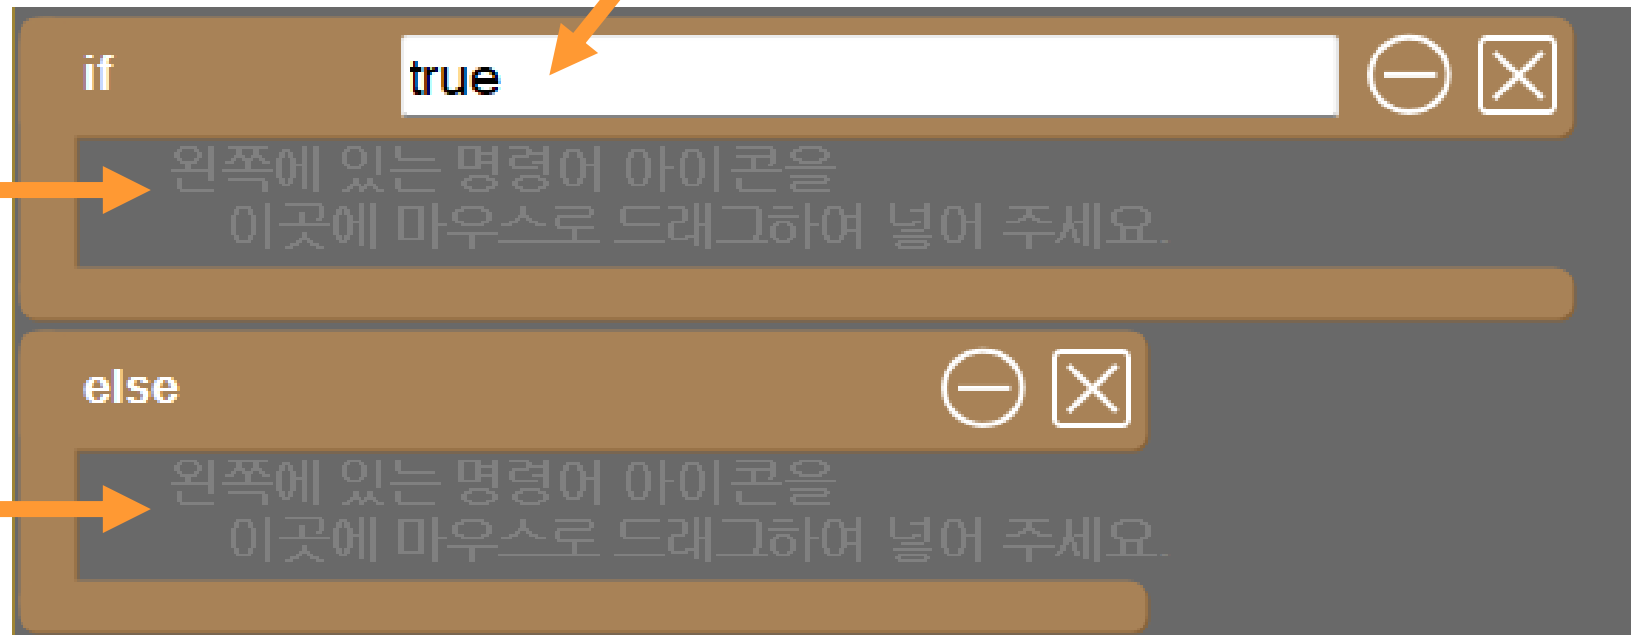 if
true
왼쪽에 있는 명령어 아이콘을
이곳에 마우스로 드래그하여 넣어 주세요.
else
왼쪽에 있는 명령어 아이콘을
이곳에 마우스로 드래그하여 넣어 주세요.